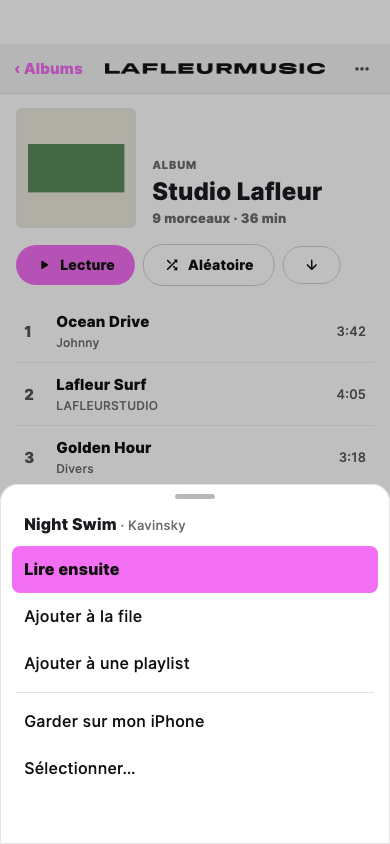 ‹ Albums
LAFLEURMUSIC
ALBUM
Studio Lafleur
9 morceaux · 36 min
Lecture
Aléatoire
1
Ocean Drive
Johnny
3:42
2
Lafleur Surf
LAFLEURSTUDIO
4:05
3
Golden Hour
Divers
3:18
Night Swim · Kavinsky
Lire ensuite
Ajouter à la file
Ajouter à une playlist
Garder sur mon iPhone
Sélectionner...